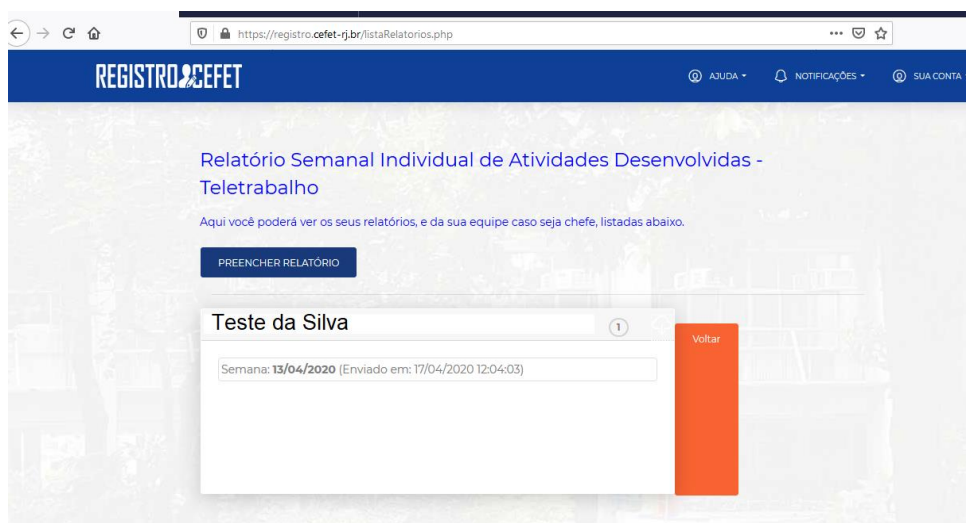 https://registro.cefet-rj.br/listaRelatorios.php
REGISTRO CEFET
AJUDA
NOTIFICAÇÕES
SUA CONTA
Relatório Semanal Individual de Atividades Desenvolvidas -
Teletrabalho
Aqui você poderá ver os seus relatórios, e da sua equipe caso seja chefe, listadas abaixo.
PREENCHER RELATÓRIO
Teste da Silva
1
Voltar
Semana: 13/04/2020 (Enviado em: 17/04/2020 12:04:03)